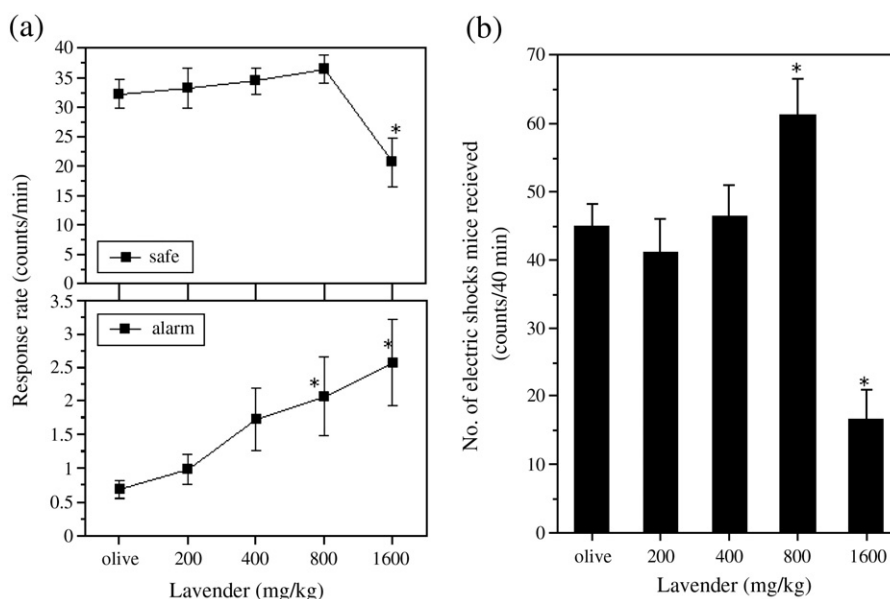 (a)
Response rate (counts/min)
40
35
30
25
20
15
10
5
0
*
safe
3.5
3
2.5
2
1.5
1
0.5
0
alarm
*
*
olive 200 400 800 1600
Lavender (mg/kg)
(b)
No. of electric shocks mice recieved
(counts/40 min)
70
60
50
40
30
20
10
0
*
*
olive 200 400 800 1600
Lavender (mg/kg)